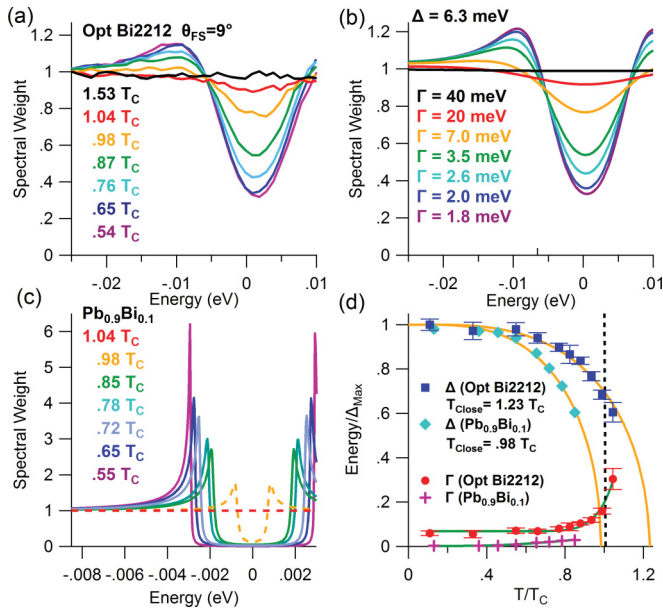 (a)
Opt Bi2212 θFS=9°
1.53 TC
1.04 TC
.98 TC
.87 TC
.76 TC
.65 TC
.54 TC
1.2
1
.8
.6
.4
.2
0
Spectral Weight
-.02
-.01
0
.01
Energy (eV)
(b)
Δ = 6.3 meV
Γ = 40 meV
Γ = 20 meV
Γ = 7.0 meV
Γ = 3.5 meV
Γ = 2.6 meV
Γ = 2.0 meV
Γ = 1.8 meV
1.2
1
.8
.6
.4
.2
0
Spectral Weight
-.02
-.01
0
.01
Energy (eV)
(c)
Pb0.9Bi0.1
1.04 TC
.98 TC
.85 TC
.78 TC
.72 TC
.65 TC
.55 TC
6
5
4
3
2
1
0
Spectral Weight
-.008
-.006
-.004
-.002
0
.002
Energy (eV)
(d)
Δ (Opt Bi2212)
TClose= 1.23 TC
Δ (Pb0.9Bi0.1)
TClose= .98 TC
Γ (Opt Bi2212)
Γ (Pb0.9Bi0.1)
1
.8
.6
.4
.2
0
Energy/ΔMax
0
.4
.8
1.2
T/TC